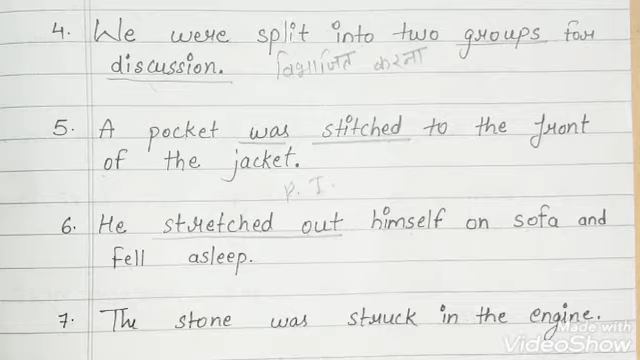 4. We were split into two groups for
discussion. विभाजित करना
5. A pocket was stitched to the front
of the jacket.
P. I.
6. He stretched out himself on sofa and
fell asleep.
7. The stone was struck in the engine.
Made with
VideoShow